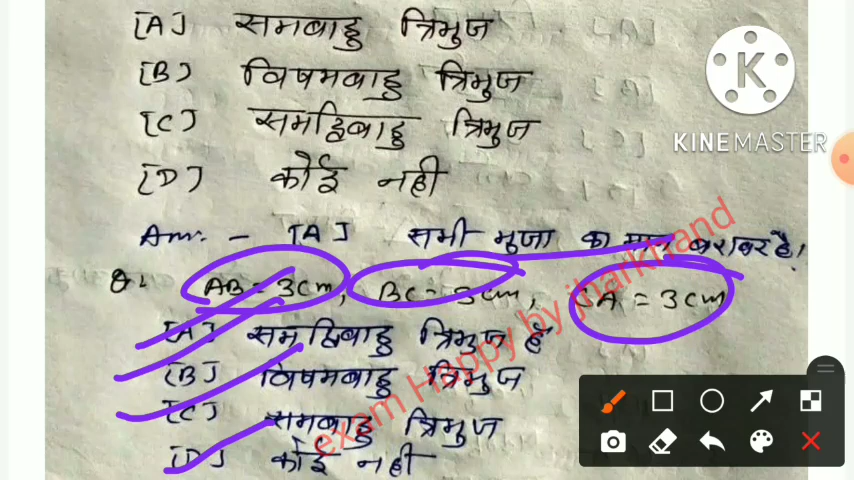 [A] समबाहु त्रिभुज
[B] विषमबाहु त्रिभुज
[C] समद्विबाहु त्रिभुज
[D] कोई नही
K
KINEMASTER
Ans. - [A] सभी भुजा का मान बराबर है।
Q. AB = 3cm, BC = 3cm, CA = 3cm
[A] समद्विबाहु त्रिभुज है
[B] विषमबाहु त्रिभुज
[C] समबाहु त्रिभुज
[D] कोई नही
exam Happy by jharkhand